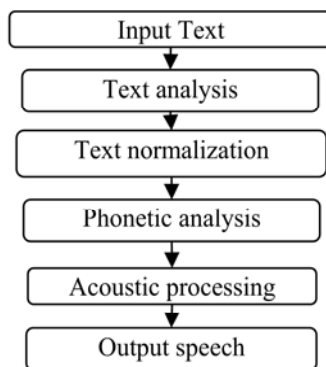 Input Text
Text analysis
Text normalization
Phonetic analysis
Acoustic processing
Output speech